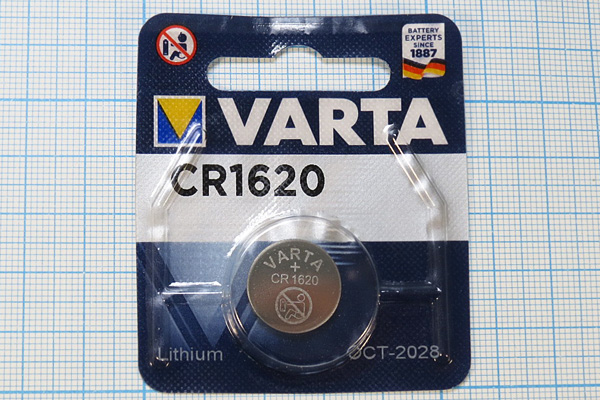 BATTERY
EXPERTS
SINCE
1887
VARTA
CR1620
VARTA
+
CR 1620
Lithium
OCT-2028